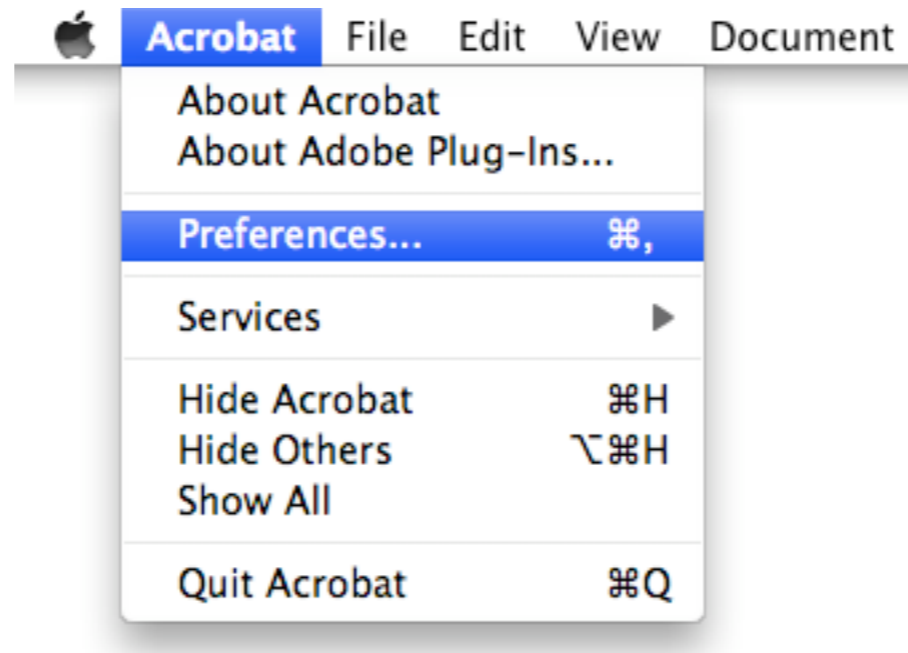 Acrobat File Edit View Document
About Acrobat
About Adobe Plug-Ins...
Preferences... ⌘,
Services ▶
Hide Acrobat ⌘H
Hide Others ⌥⌘H
Show All
Quit Acrobat ⌘Q